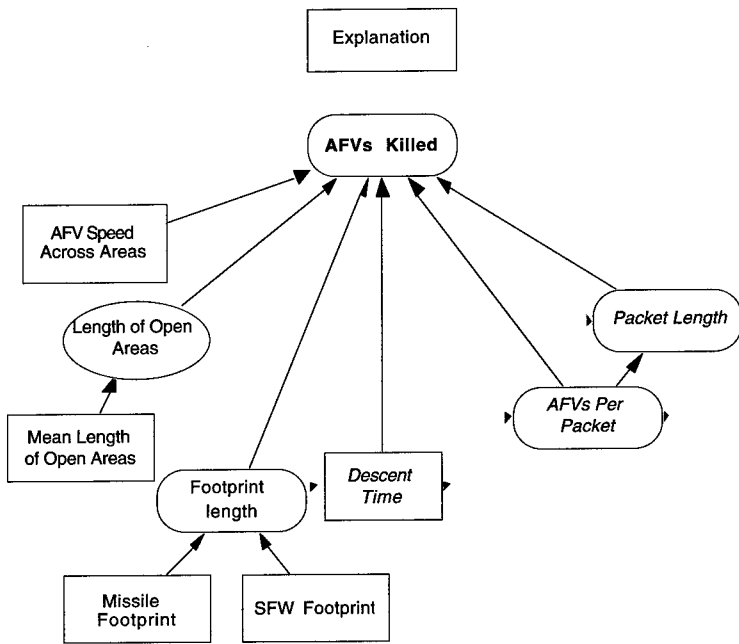 Explanation
AFVs Killed
AFV Speed
Across Areas
Length of Open
Areas
Packet Length
AFVs Per
Packet
Mean Length
of Open Areas
Footprint
length
Descent
Time
Missile
Footprint
SFW Footprint